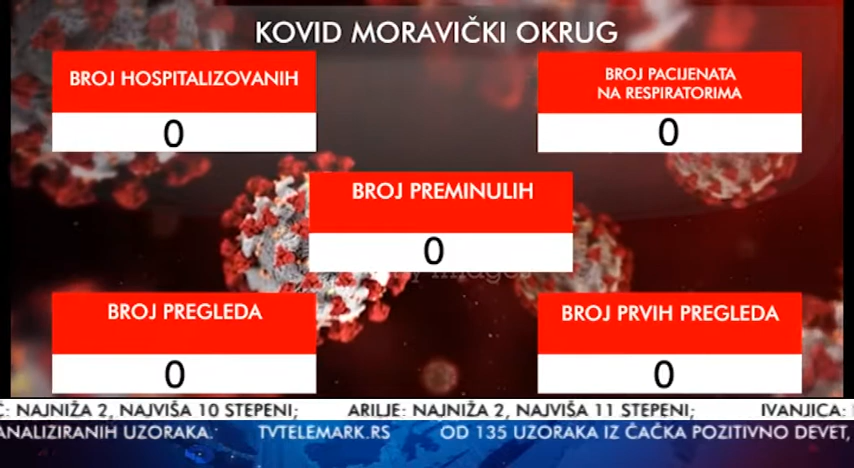 KOVID MORAVIČKI OKRUG
BROJ HOSPITALIZOVANIH
0
BROJ PACIJENATA
NA RESPIRATORIMA
0
BROJ PREMINULIH
0
BROJ PREGLEDA
0
BROJ PRVIH PREGLEDA
0
: NAJNIŽA 2, NAJVIŠA 10 STEPENI; ARILJE: NAJNIŽA 2, NAJVIŠA 11 STEPENI; IVANJICA:
ANALIZIRANIH UZORAKA. TVTELEMARK.RS OD 135 UZORAKA IZ ČAČKA POZITIVNO DEVET,